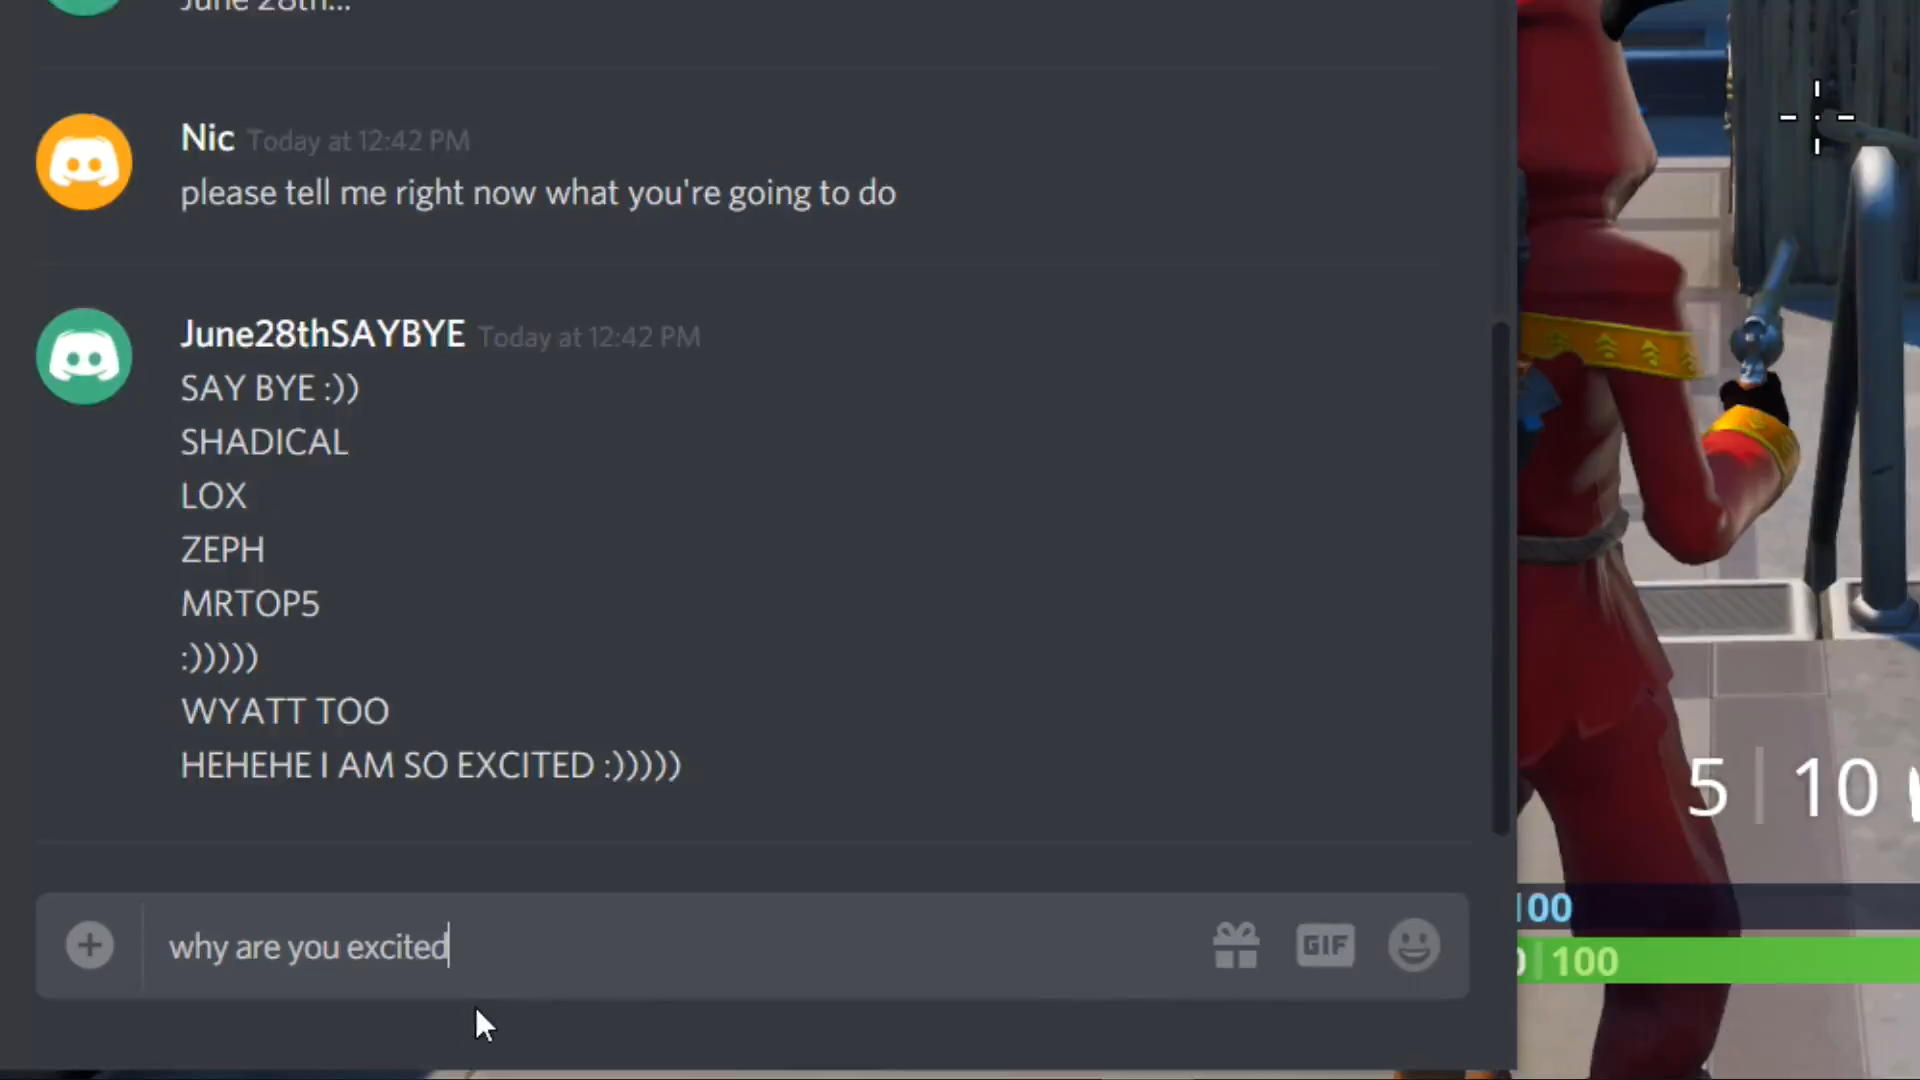 June 28th...
Nic Today at 12:42 PM
please tell me right now what you're going to do
June28thSAYBYE Today at 12:42 PM
SAY BYE :))
SHADICAL
LOX
ZEPH
MRTOP5
:)))))
WYATT TOO
HEHEHE I AM SO EXCITED :)))))
why are you excited
GIF
5 | 10
100
| 100